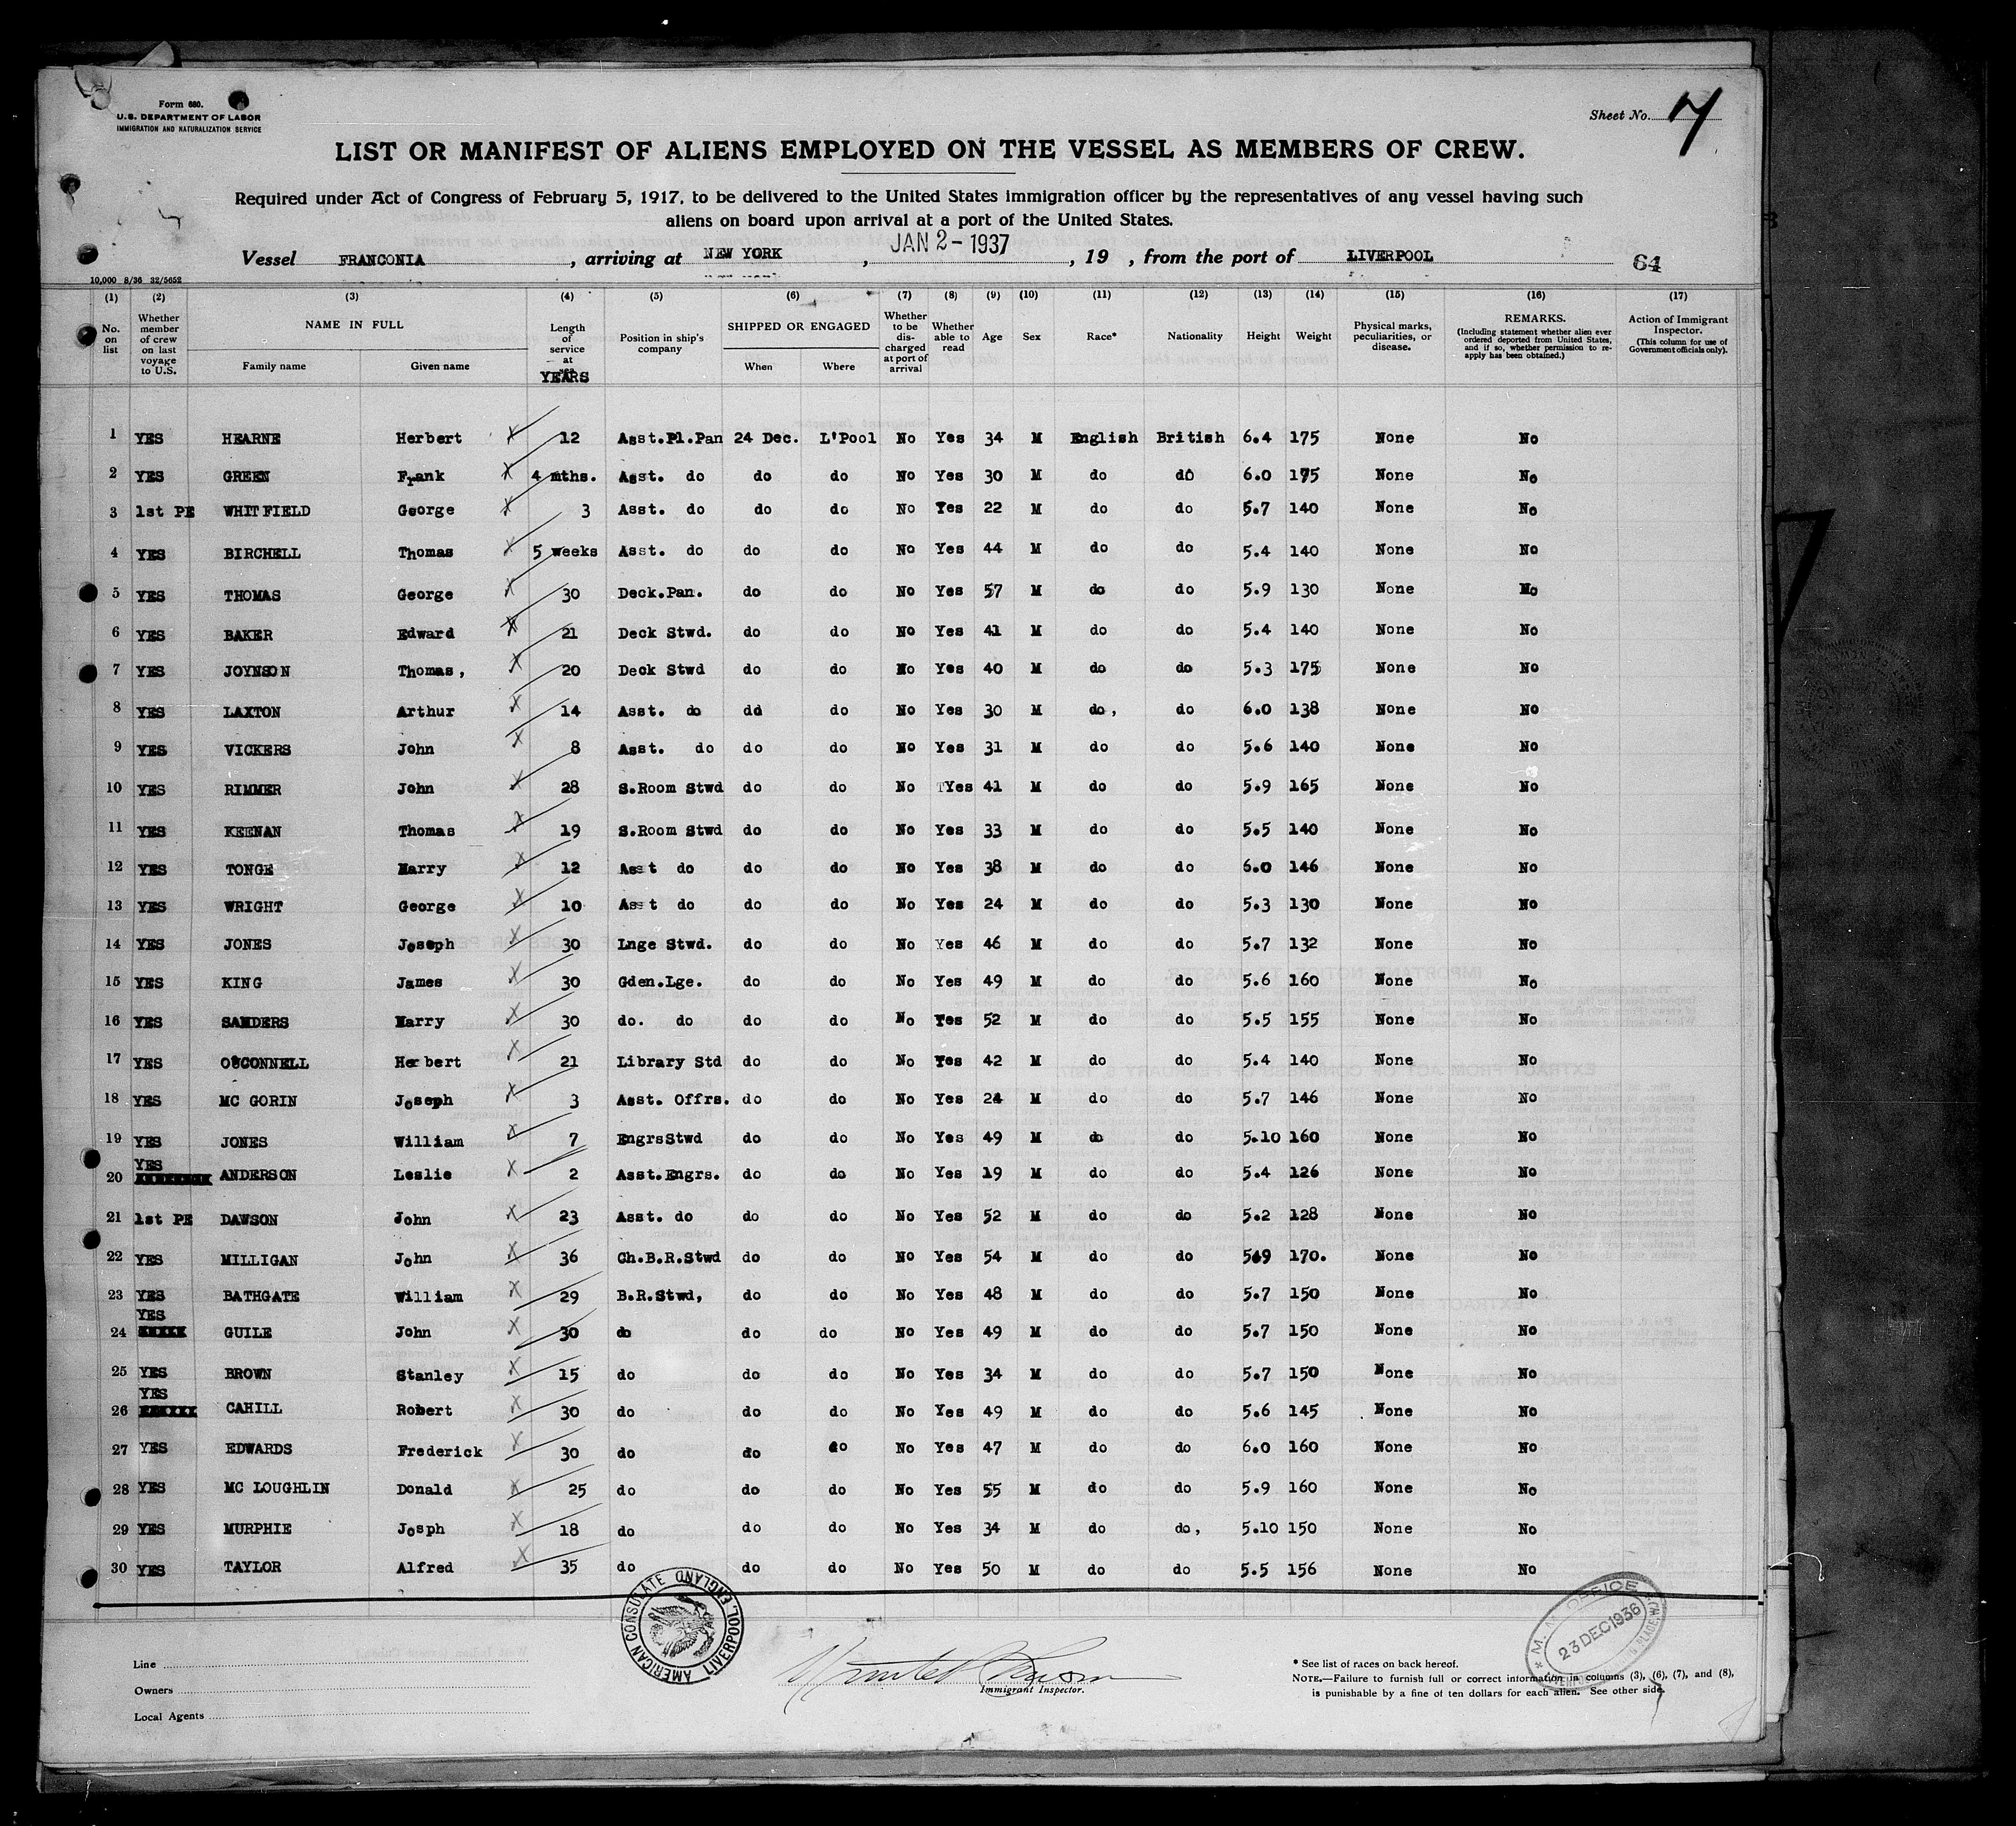 Form 680.
U.S. DEPARTMENT OF LABOR
IMMIGRATION AND NATURALIZATION SERVICE
Sheet No. 7
LIST OR MANIFEST OF ALIENS EMPLOYED ON THE VESSEL AS MEMBERS OF CREW.
Required under Act of Congress of February 5, 1917, to be delivered to the United States immigration officer by the representatives of any vessel having such
aliens on board upon arrival at a port of the United States.
Vessel FRANCONIA, arriving at NEW YORK, JAN 2 - 1937, 19 , from the port of LIVERPOOL 64
10,000 8/36 32/5652
(1) (2) (3) (4) (5) (6) (7) (8) (9) (10) (11) (12) (13) (14) (15) (16) (17)
No. on list Whether member of crew on last voyage to U.S. NAME IN FULL Family name Given name Length of service at YEARS Position in ship's company SHIPPED OR ENGAGED When Where Whether to be discharged at port of arrival Whether able to read Age Sex Race* Nationality Height Weight Physical marks, peculiarities, or disease. REMARKS. (Including statement whether alien ever ordered deported from United States, and if so, whether permission to re-apply has been obtained.) Action of Immigrant Inspector. (This column for use of Government officials only).
1 YES HEARNE Herbert X 12 Asst.Pl.Pan 24 Dec. L'Pool No Yes 34 M English British 6.4 175 None No
2 YES GREEN Frank X 4 mths. Asst. do do do No Yes 30 M do do 6.0 175 None No
3 1st PE WHITFIELD George X 3 Asst. do do do No Yes 22 M do do 5.7 140 None No
4 YES BIRCHELL Thomas X 5 weeks Asst. do do do No Yes 44 M do do 5.4 140 None No
5 YES THOMAS George X 30 Deck.Pan. do do No Yes 57 M do do 5.9 130 None No
6 YES BAKER Edward X 21 Deck Stwd. do do No Yes 41 M do do 5.4 140 None No
7 YES JOYNSON Thomas, X 20 Deck Stwd do do No Yes 40 M do do 5.3 175 None No
8 YES LAXTON Arthur X 14 Asst. do dd do No Yes 30 M do, do 6.0 138 None No
9 YES VICKERS John X 8 Asst. do do do No Yes 31 M do do 5.6 140 None No
10 YES RIMMER John X 28 S.Room Stwd do do No TYes 41 M do do 5.9 165 None No
11 YES KEENAN Thomas X 19 S.Room Stwd do do No Yes 33 M do do 5.5 140 None No
12 YES TONGE Harry X 12 Asst do do do No Yes 38 M do do 6.0 146 None No
13 YES WRIGHT George X 10 Asst do do do No Yes 24 M do do 5.3 130 None No
14 YES JONES Joseph X 30 Lnge Stwd. do do No Yes 46 M do do 5.7 132 None No
15 YES KING James X 30 Gden.Lge. do do No Yes 49 M do do 5.6 160 None No
16 YES SANDERS Harry X 30 do. do do do No Yes 52 M do do 5.5 155 None No
17 YES O'CONNELL Herbert X 21 Library Std do do No Yes 42 M do do 5.4 140 None No
18 YES MC GORIN Joseph X 3 Asst. Offrs. do do No Yes 24 M do do 5.7 146 None No
19 YES JONES William X 7 EngrsStwd do do No Yes 49 M do do 5.10 160 None No
20 YES ANDERSON Leslie X 2 Asst.Engrs. do do No Yes 19 M do do 5.4 126 None No
21 1st PE DAWSON John X 23 Asst. do do do No Yes 52 M do do 5.2 128 None No
22 YES MILLIGAN John X 36 Ch.B.R.Stwd do do No Yes 54 M do do 5.9 170. None No
23 YES BATHGATE William X 29 B.R.Stwd, do do No Yes 48 M do do 5.7 150 None No
24 YES GUILE John X 30 do do do No Yes 49 M do do 5.7 150 None No
25 YES BROWN Stanley X 15 do do do No Yes 34 M do do 5.7 150 None No
26 YES CAHILL Robert X 30 do do do No Yes 49 M do do 5.6 145 None No
27 YES EDWARDS Frederick X 30 do do do No Yes 47 M do do 6.0 160 None No
28 YES MC LOUGHLIN Donald X 25 do do do No Yes 55 M do do 5.9 160 None No
29 YES MURPHIE Josph X 18 do do do No Yes 34 M do do, 5.10 150 None No
30 YES TAYLOR Alfred X 35 do do do No Yes 50 M do do 5.5 156 None No
AMERICAN CONSULATE LIVERPOOL, ENGLAND
M. M. OFFICE 23 DEC 1936
Line
Owners
Local Agents
Immigrant Inspector.
* See list of races on back hereof.
NOTE.—Failure to furnish full or correct information in columns (3), (6), (7), and (8),
is punishable by a fine of ten dollars for each alien. See other side.